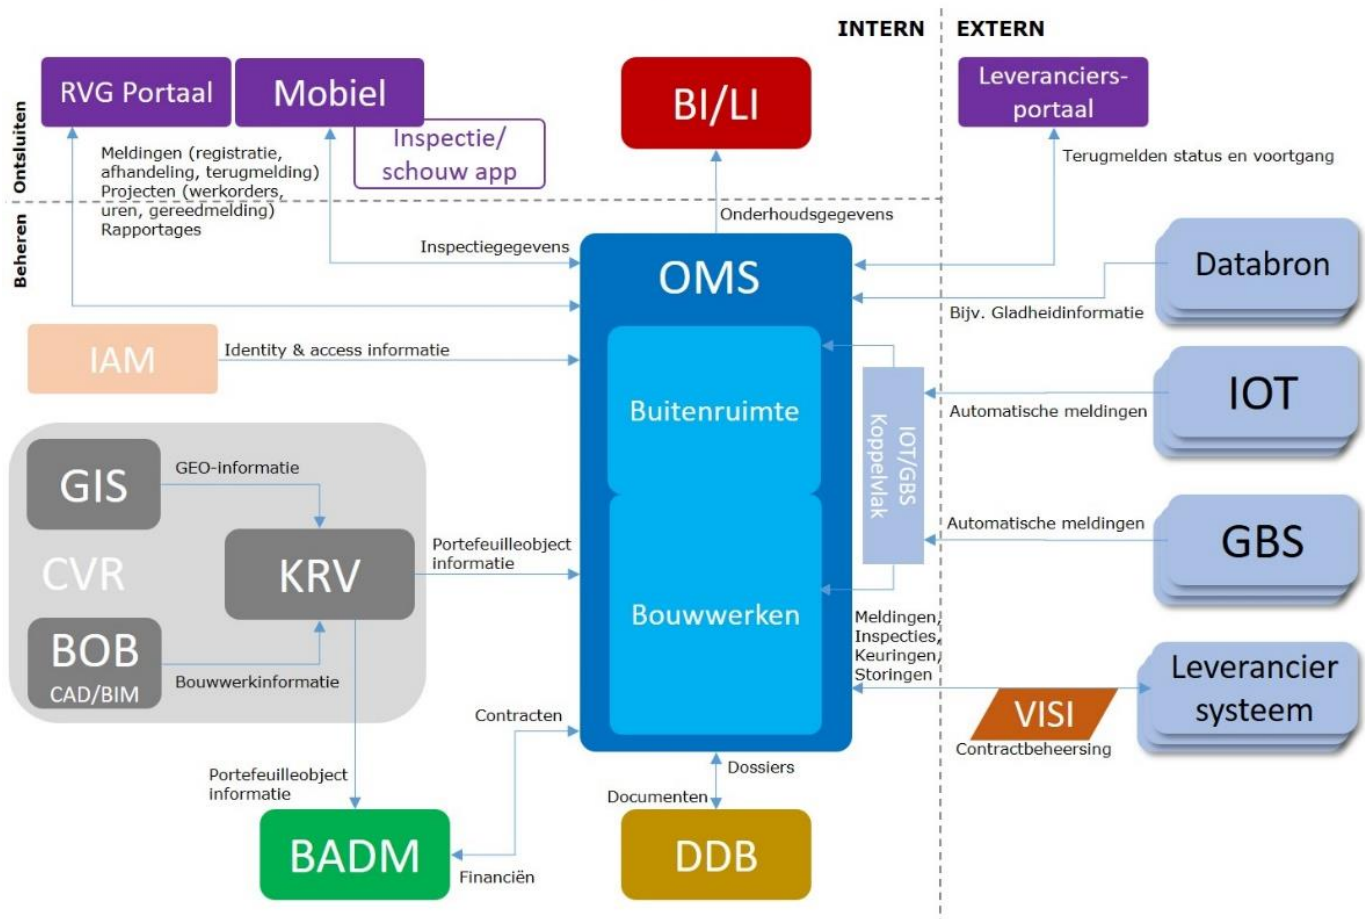 INTERN
EXTERN
Ontsluiten
Beheren
RVG Portaal
Mobiel
Inspectie/
schouw app
BI/LI
Leveranciers-
portaal
Meldingen (registratie,
afhandeling, terugmelding)
Projecten (werkorders,
uren, gereedmelding)
Rapportages
Terugmelden status en voortgang
Onderhoudsgegevens
Inspectiegegevens
OMS
Databron
Bijv. Gladheidinformatie
IAM
Identity & access informatie
Buitenruimte
IOT/GBS
Koppelvlak
Automatische meldingen
IOT
GIS
GEO-informatie
CVR
KRV
Portefeuilleobject
informatie
Automatische meldingen
GBS
BOB
CAD/BIM
Bouwwerkinformatie
Bouwwerken
Meldingen,
Inspecties,
Keuringen,
Storingen
VISI
Contractbeheersing
Leverancier
systeem
Contracten
Portefeuilleobject
informatie
Dossiers
Documenten
BADM
Financiën
DDB